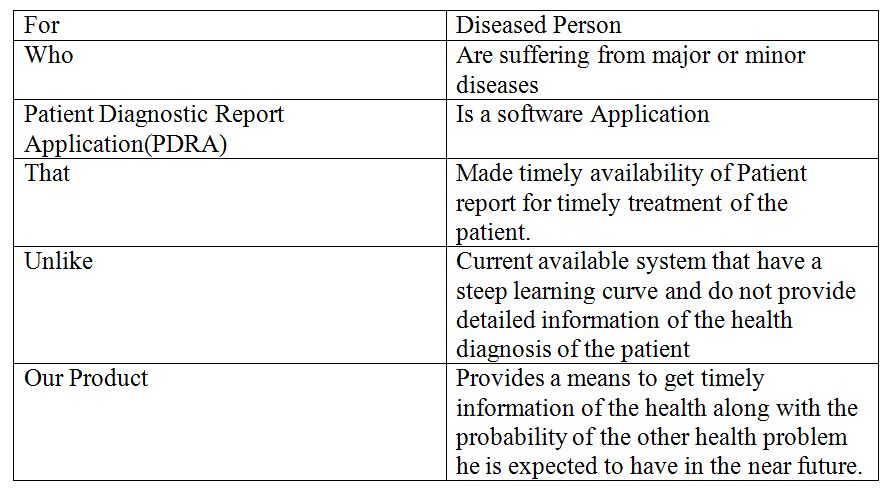 For
Diseased Person
Who
Are suffering from major or minor
diseases
Patient Diagnostic Report
Application(PDRA)
Is a software Application
That
Made timely availability of Patient
report for timely treatment of the
patient.
Unlike
Current available system that have a
steep learning curve and do not provide
detailed information of the health
diagnosis of the patient
Our Product
Provides a means to get timely
information of the health along with the
probability of the other health problem
he is expected to have in the near future.